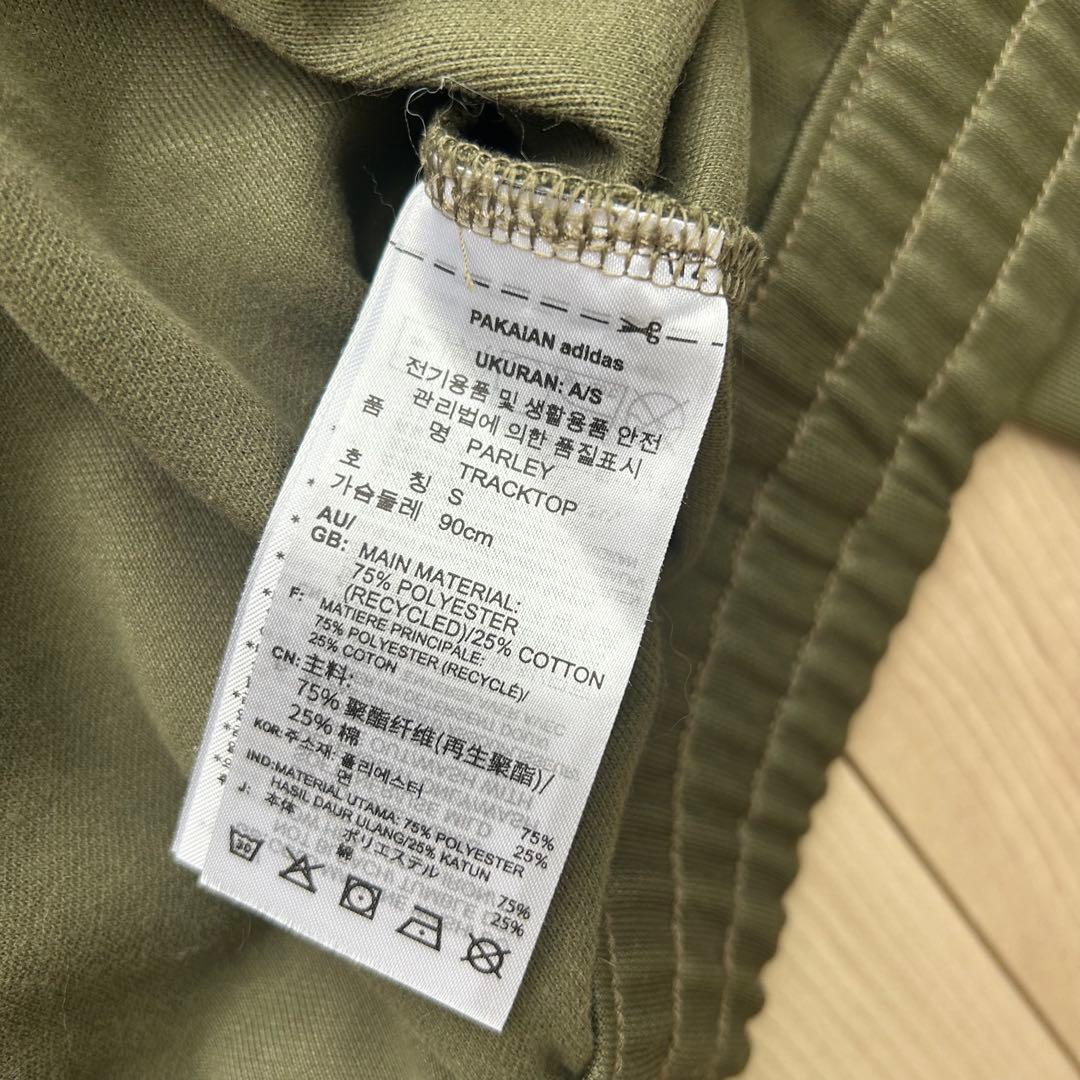 PAKAIAN adidas
UKURAN: A/S
전기용품 및 생활용품 안전
관리법에 의한 품질표시
품 명 PARLEY
TRACKTOP
호 칭 S
* 가슴둘레 90cm
* AU/
* GB: MAIN MATERIAL:
75% POLYESTER
(RECYCLED)/25% COTTON
* F: MATIERE PRINCIPALE:
75% POLYESTER (RECYCLÉ)/
25% COTON
* CN: 主料:
75% 聚酯纤维(再生聚酯)/
25% 棉
KOR: 주소재: 폴리에스터 75%
면 25%
IND: MATERIAL UTAMA: 75% POLYESTER
HASIL DAUR ULANG/25% KATUN
* J: 本体
ポリエステル 75%
綿 25%
30